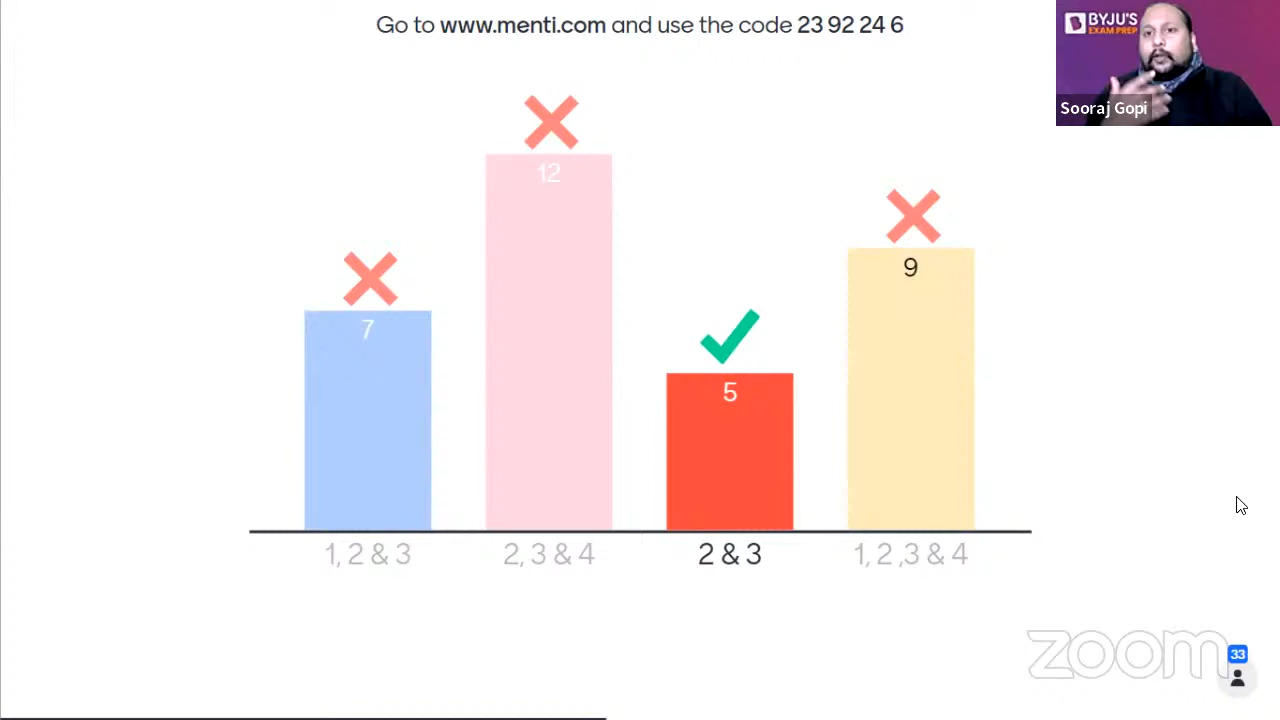 Go to www.menti.com and use the code 23 92 24 6
BYJU'S
EXAM PREP
Sooraj Gopi
12
9
7
5
1, 2 & 3
2, 3 & 4
2 & 3
1, 2 ,3 & 4
zoom
33